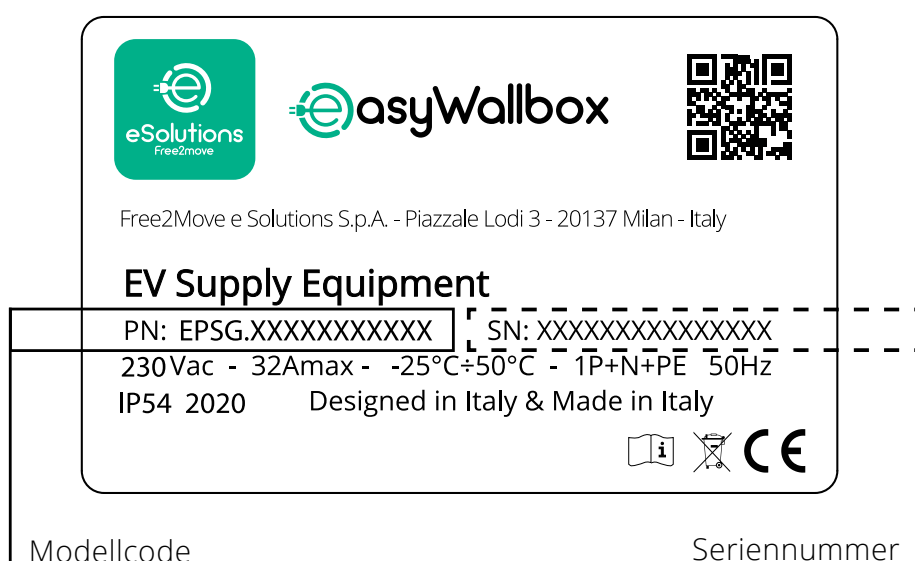 eSolutions
Free2move
easyWallbox
Free2Move e Solutions S.p.A. - Piazzale Lodi 3 - 20137 Milan - Italy
EV Supply Equipment
PN: EPSG.XXXXXXXXXXX SN: XXXXXXXXXXXXXXX
230 Vac - 32Amax - -25°C÷50°C - 1P+N+PE 50Hz
IP54 2020 Designed in Italy & Made in Italy
i CE
Modellcode Seriennummer